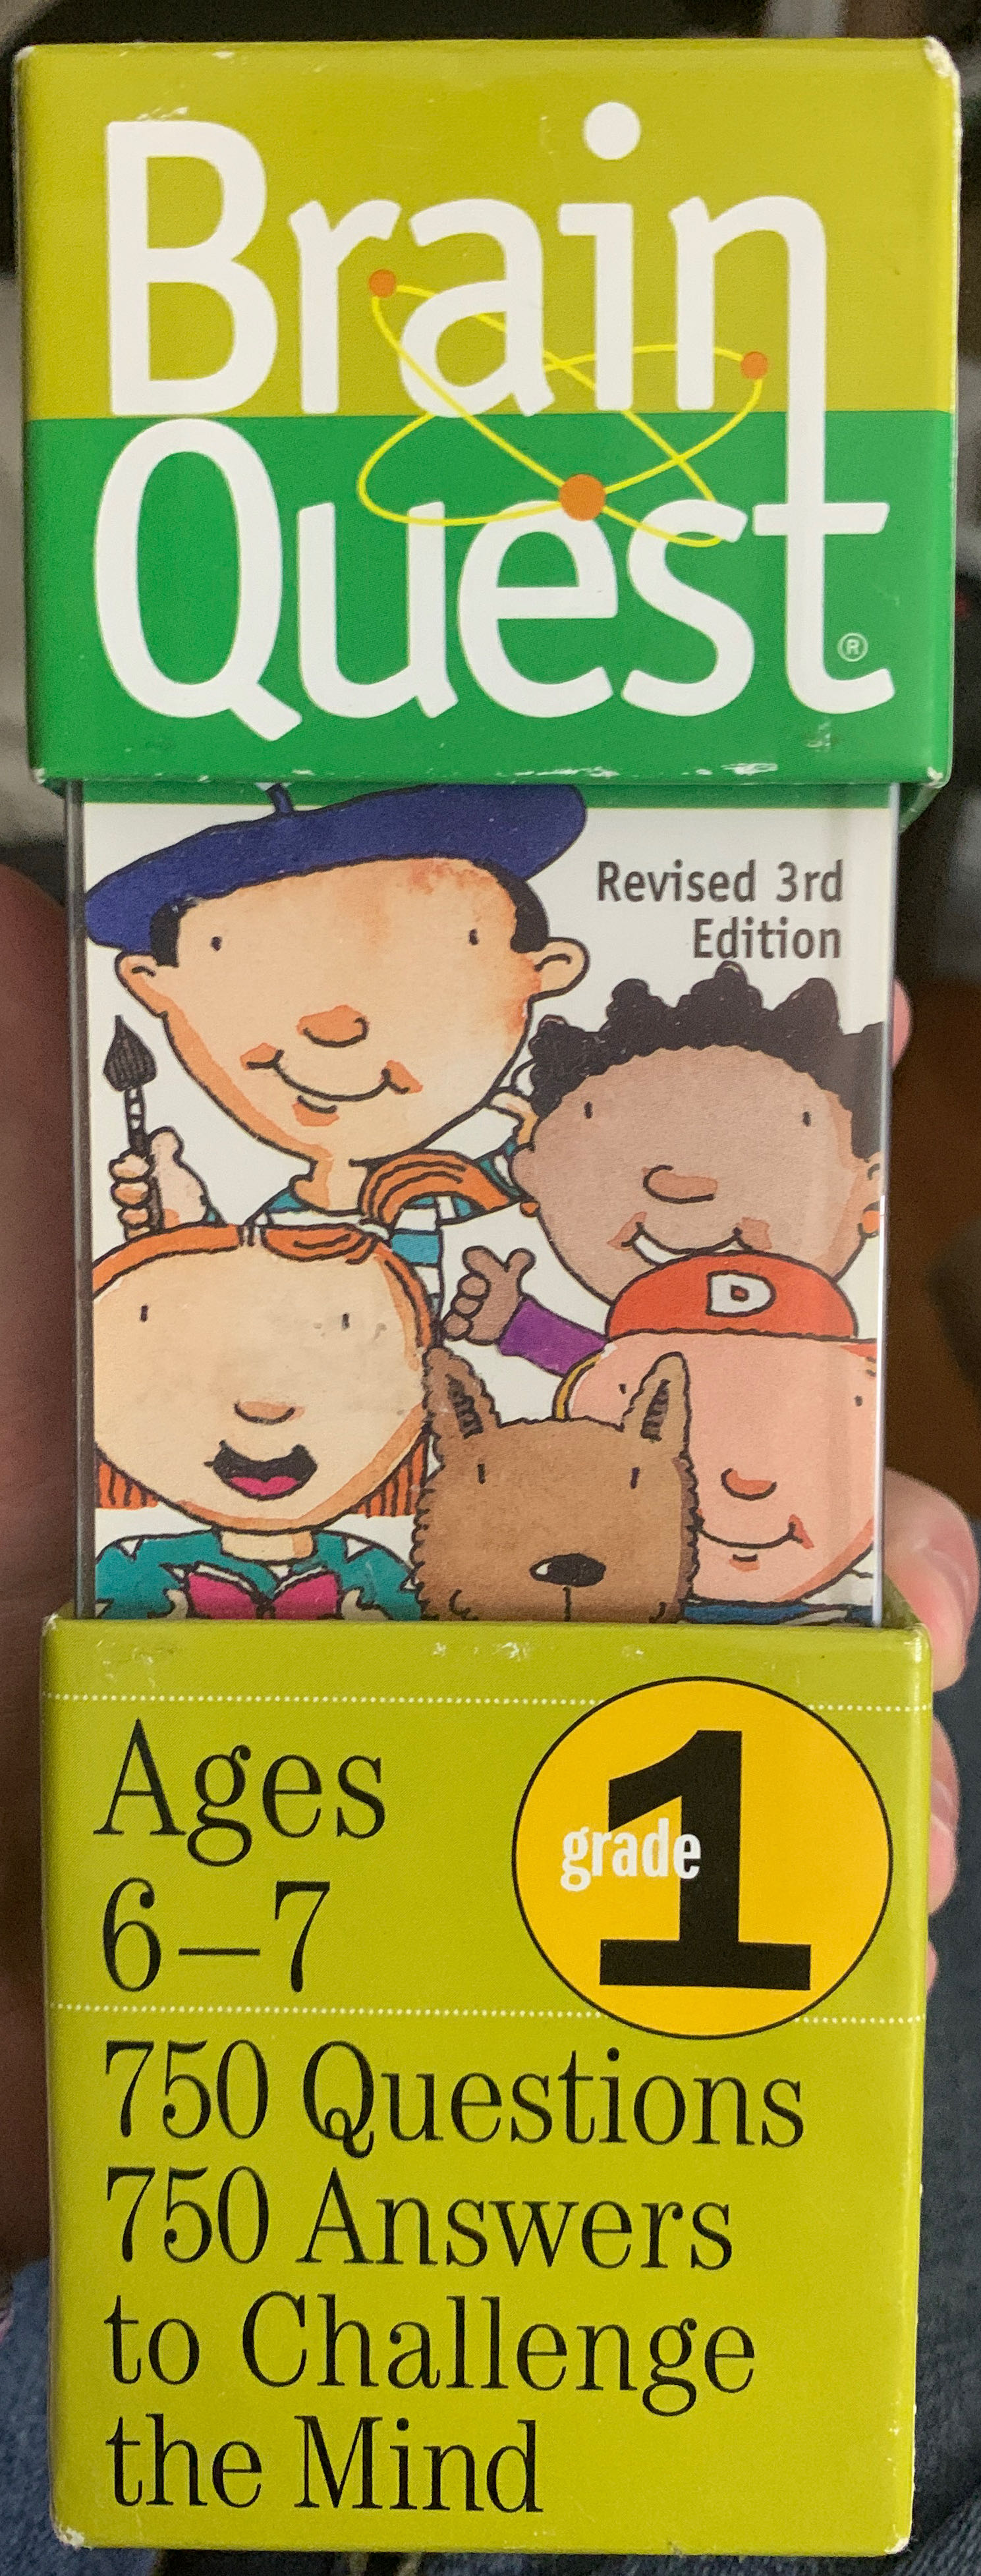 Brain
Quest®
Revised 3rd
Edition
D
Ages
6–7
grade
1
750 Questions
750 Answers
to Challenge
the Mind